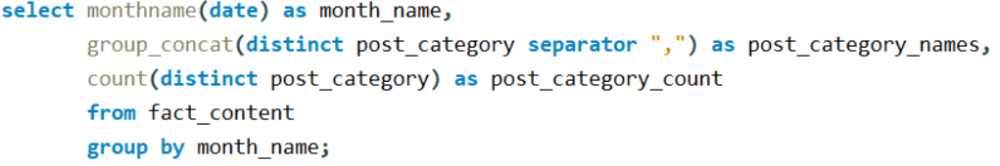 select monthname(date) as month_name,
group_concat(distinct post_category separator ",") as post_category_names,
count(distinct post_category) as post_category_count
from fact_content
group by month_name;